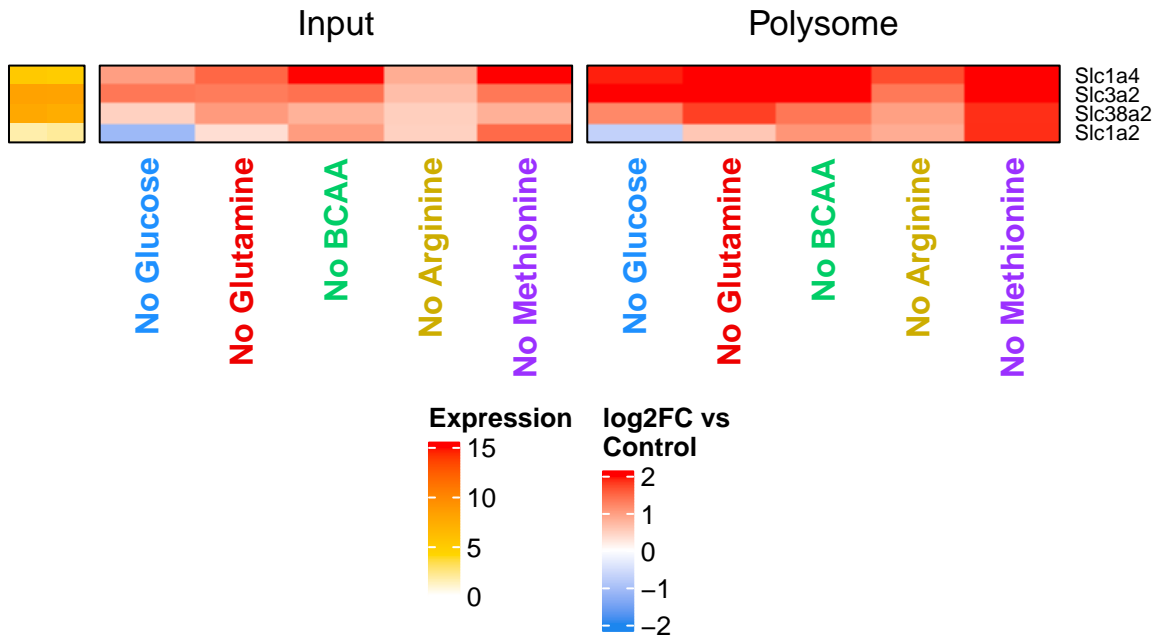 Input
Polysome
Slc1a4
Slc3a2
Slc38a2
Slc1a2
No Glucose
No Glutamine
No BCAA
No Arginine
No Methionine
No Glucose
No Glutamine
No BCAA
No Arginine
No Methionine
Expression
15
10
5
0
log2FC vs
Control
2
1
0
−1
−2